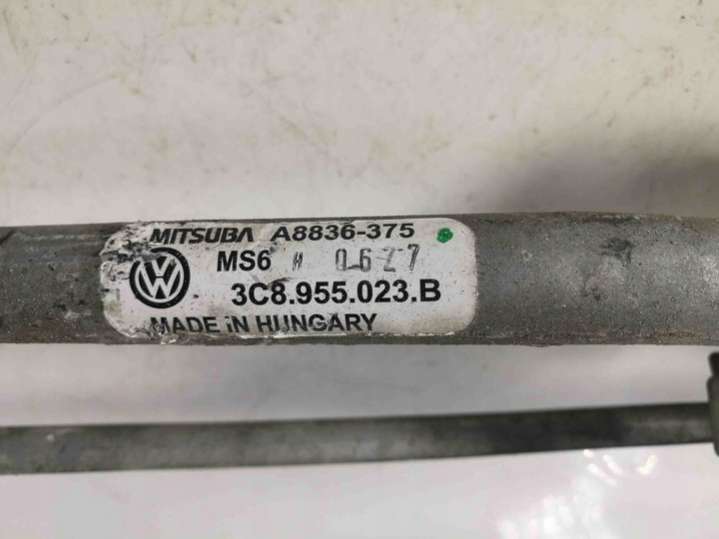 MITSUBA A8836-375
MS6 H 0627
3C8.955.023.B
MADE iN HUNGARY